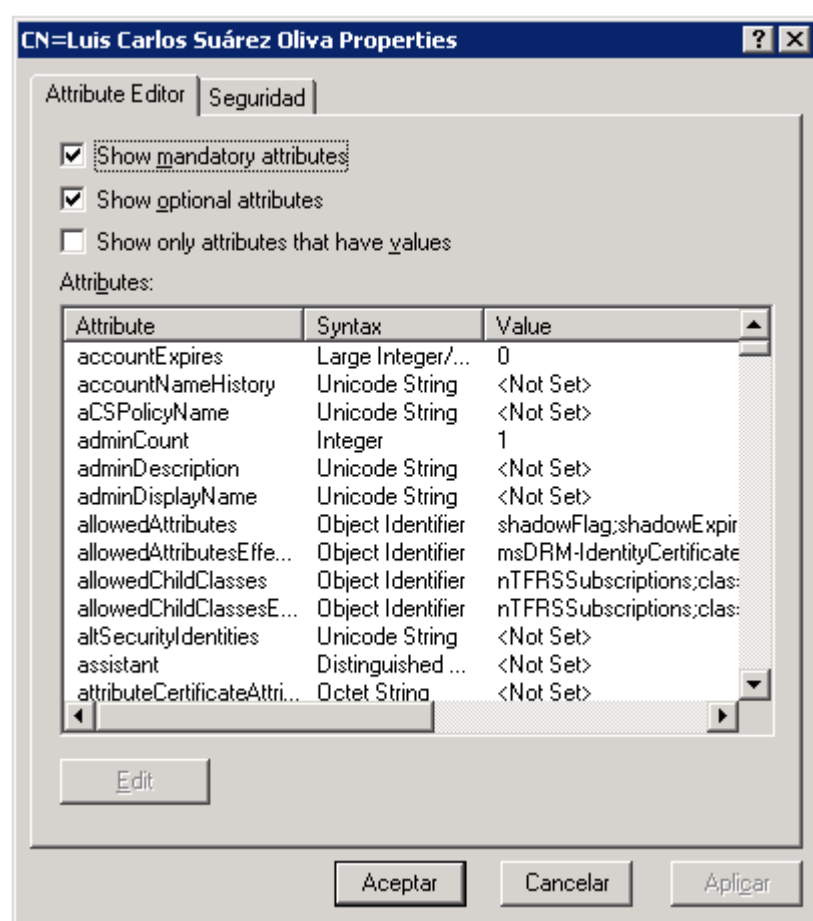 CN=Luis Carlos Suárez Oliva Properties
Attribute Editor Seguridad
Show mandatory attributes
Show optional attributes
Show only attributes that have values
Attributes:
Attribute Syntax Value
accountExpires Large Integer/... 0
accountNameHistory Unicode String <Not Set>
aCSPolicyName Unicode String <Not Set>
adminCount Integer 1
adminDescription Unicode String <Not Set>
adminDisplayName Unicode String <Not Set>
allowedAttributes Object Identifier shadowFlag;shadowExpir
allowedAttributesEffe... Object Identifier msDRM-IdentityCertificate
allowedChildClasses Object Identifier nTFRSSubscriptions;clas
allowedChildClassesE... Object Identifier nTFRSSubscriptions;clas
altSecurityIdentities Unicode String <Not Set>
assistant Distinguished ... <Not Set>
attributeCertificateAttri... Octet String <Not Set>
Edit
Aceptar Cancelar Aplicar